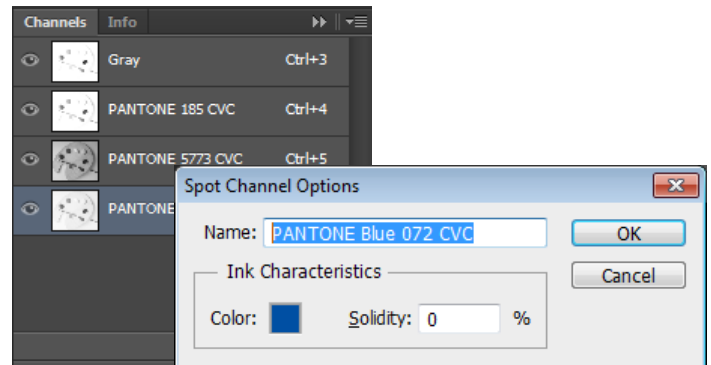 Channels Info
Gray Ctrl+3
PANTONE 185 CVC Ctrl+4
PANTONE 5773 CVC Ctrl+5
PANTONE
Spot Channel Options
Name: PANTONE Blue 072 CVC OK
Ink Characteristics Cancel
Color: Solidity: 0 %